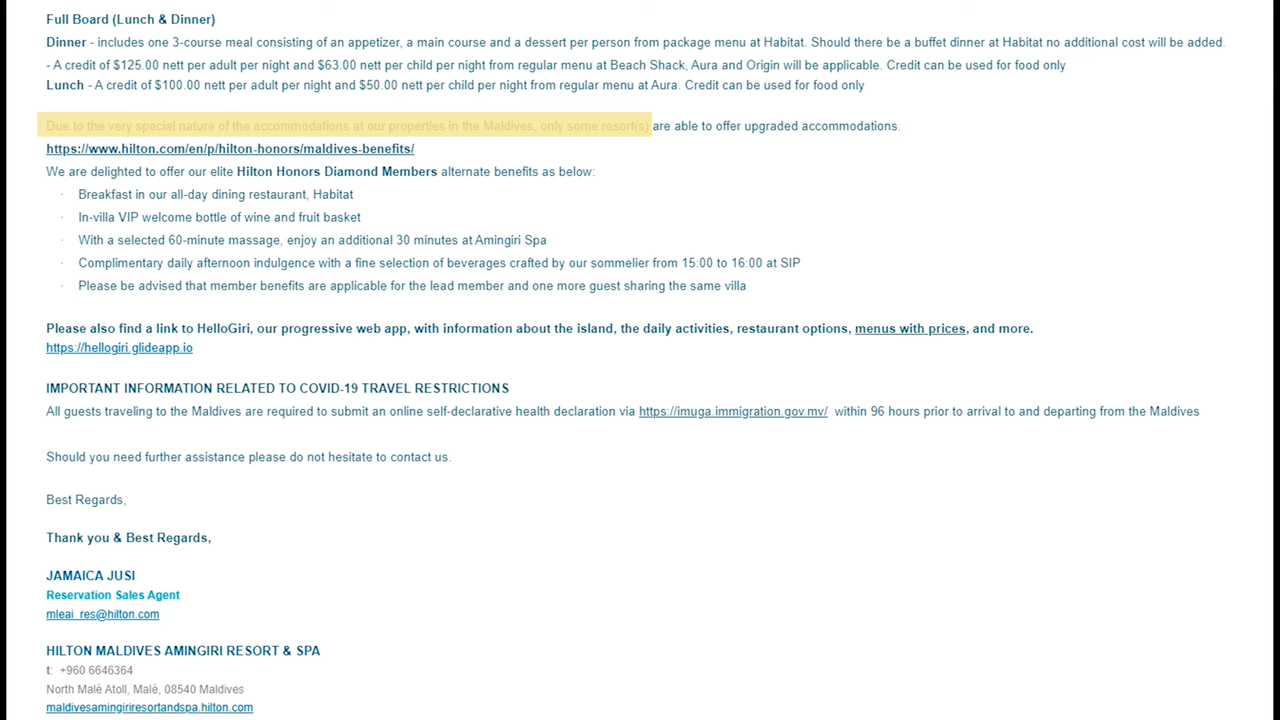 Full Board (Lunch & Dinner)
Dinner - includes one 3-course meal consisting of an appetizer, a main course and a dessert per person from package menu at Habitat. Should there be a buffet dinner at Habitat no additional cost will be added.
- A credit of $125.00 nett per adult per night and $63.00 nett per child per night from regular menu at Beach Shack, Aura and Origin will be applicable. Credit can be used for food only
Lunch - A credit of $100.00 nett per adult per night and $50.00 nett per child per night from regular menu at Aura. Credit can be used for food only
Due to the very special nature of the accommodations at our properties in the Maldives, only some resort(s) are able to offer upgraded accommodations.
https://www.hilton.com/en/p/hilton-honors/maldives-benefits/
We are delighted to offer our elite Hilton Honors Diamond Members alternate benefits as below:
· Breakfast in our all-day dining restaurant, Habitat
· In-villa VIP welcome bottle of wine and fruit basket
· With a selected 60-minute massage, enjoy an additional 30 minutes at Amingiri Spa
· Complimentary daily afternoon indulgence with a fine selection of beverages crafted by our sommelier from 15:00 to 16:00 at SIP
· Please be advised that member benefits are applicable for the lead member and one more guest sharing the same villa
Please also find a link to HelloGiri, our progressive web app, with information about the island, the daily activities, restaurant options, menus with prices, and more.
https://hellogiri.glideapp.io
IMPORTANT INFORMATION RELATED TO COVID-19 TRAVEL RESTRICTIONS
All guests traveling to the Maldives are required to submit an online self-declarative health declaration via https://imuga.immigration.gov.mv/ within 96 hours prior to arrival to and departing from the Maldives
Should you need further assistance please do not hesitate to contact us.
Best Regards,
Thank you & Best Regards,
JAMAICA JUSI
Reservation Sales Agent
mleai_res@hilton.com
HILTON MALDIVES AMINGIRI RESORT & SPA
t: +960 6646364
North Malé Atoll, Malé, 08540 Maldives
maldivesamingiriresortandspa.hilton.com